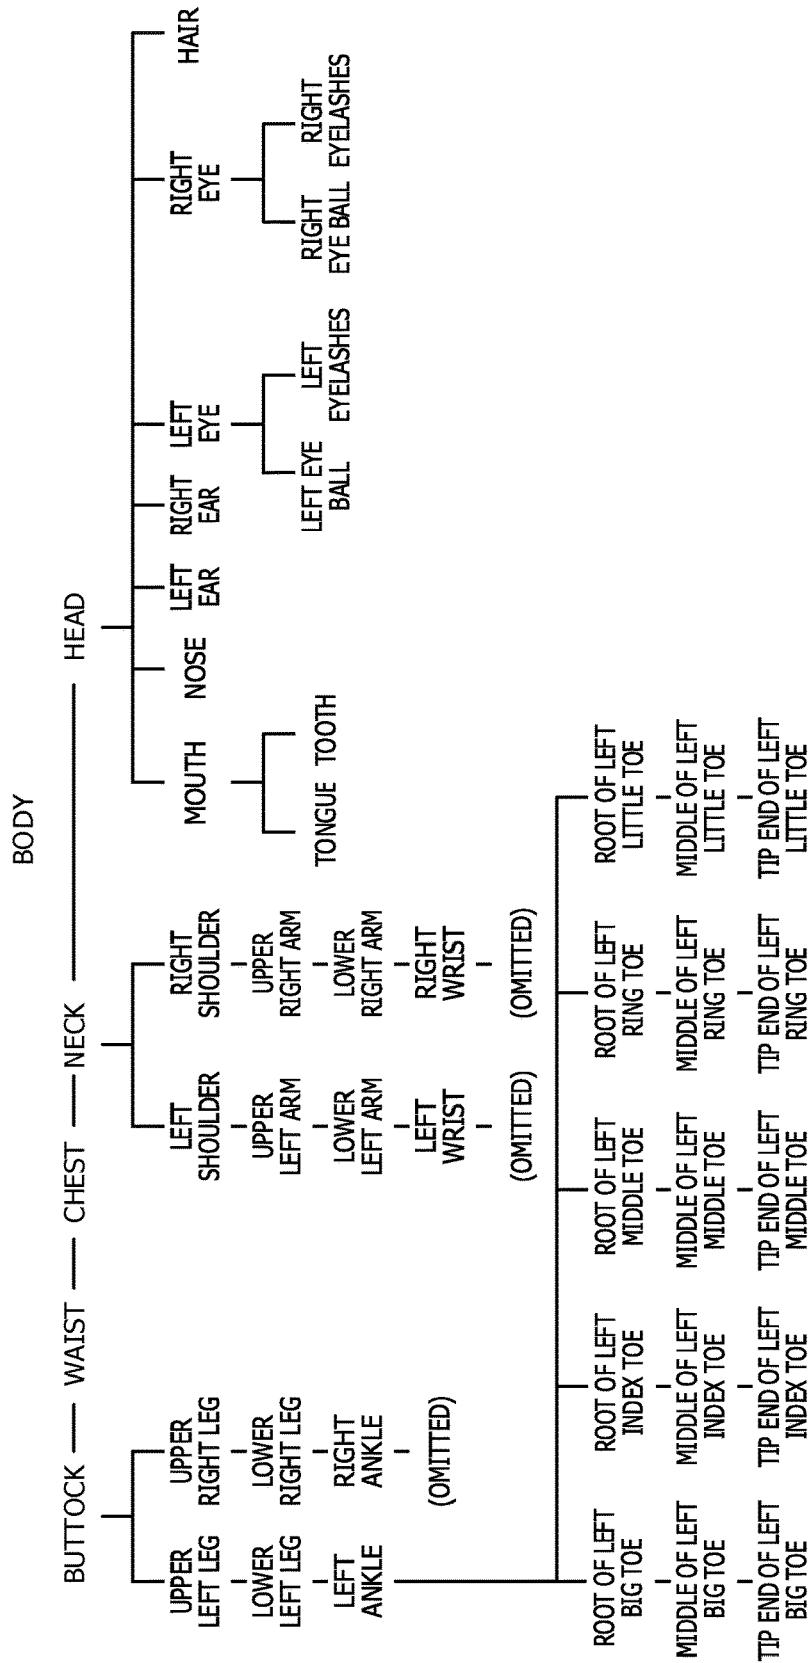 BODY
BUTTOCK
WAIST
CHEST
NECK
HEAD
UPPER
LEFT LEG
UPPER
RIGHT LEG
LEFT
SHOULDER
RIGHT
SHOULDER
MOUTH
NOSE
LEFT
EAR
RIGHT
EAR
LEFT
EYE
RIGHT
EYE
HAIR
LOWER
LEFT LEG
LOWER
RIGHT LEG
UPPER
LEFT ARM
UPPER
RIGHT ARM
TONGUE
TOOTH
LEFT EYE
BALL
LEFT
EYELASHES
RIGHT
EYE BALL
RIGHT
EYELASHES
LEFT
ANKLE
RIGHT
ANKLE
LOWER
LEFT ARM
LOWER
RIGHT ARM
(OMITTED)
LEFT
WRIST
RIGHT
WRIST
(OMITTED)
(OMITTED)
ROOT OF LEFT
BIG TOE
ROOT OF LEFT
INDEX TOE
ROOT OF LEFT
MIDDLE TOE
ROOT OF LEFT
RING TOE
ROOT OF LEFT
LITTLE TOE
MIDDLE OF LEFT
BIG TOE
MIDDLE OF LEFT
INDEX TOE
MIDDLE OF LEFT
MIDDLE TOE
MIDDLE OF LEFT
RING TOE
MIDDLE OF LEFT
LITTLE TOE
TIP END OF LEFT
BIG TOE
TIP END OF LEFT
INDEX TOE
TIP END OF LEFT
MIDDLE TOE
TIP END OF LEFT
RING TOE
TIP END OF LEFT
LITTLE TOE